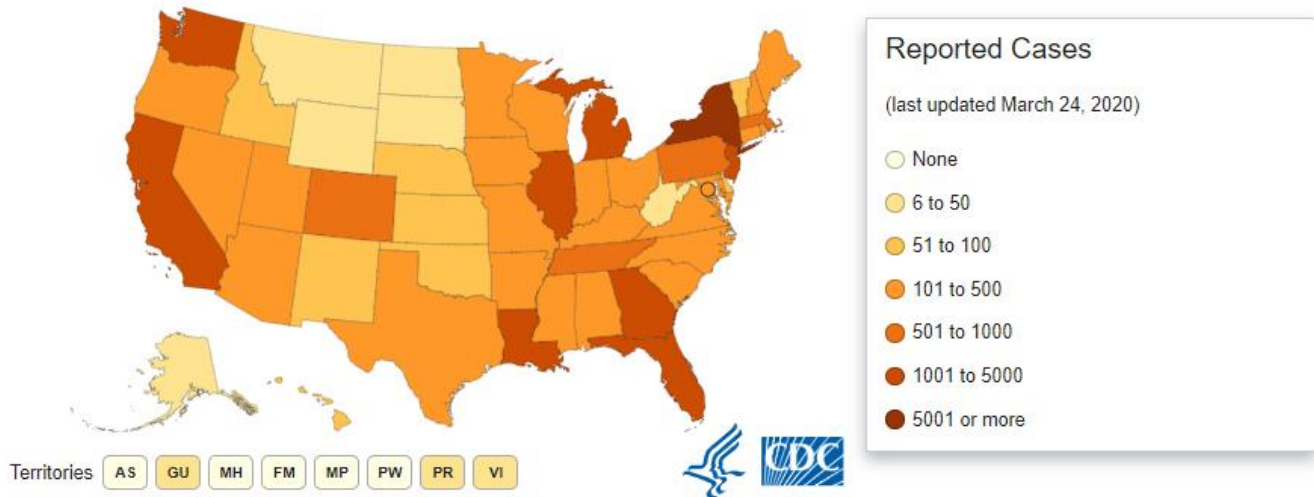 Reported Cases
(last updated March 24, 2020)
None
6 to 50
51 to 100
101 to 500
501 to 1000
1001 to 5000
5001 or more
Territories AS GU MH FM MP PW PR VI
CDC